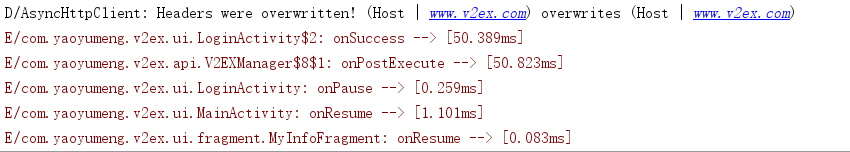 D/AsyncHttpClient: Headers were overwritten! (Host | www.v2ex.com) overwrites (Host | www.v2ex.com)
E/com.yaoyumeng.v2ex.ui.LoginActivity$2: onSuccess --> [50.389ms]
E/com.yaoyumeng.v2ex.api.V2EXManager$8$1: onPostExecute --> [50.823ms]
E/com.yaoyumeng.v2ex.ui.LoginActivity: onPause --> [0.259ms]
E/com.yaoyumeng.v2ex.ui.MainActivity: onResume --> [1.101ms]
E/com.yaoyumeng.v2ex.ui.fragment.MyInfoFragment: onResume --> [0.083ms]